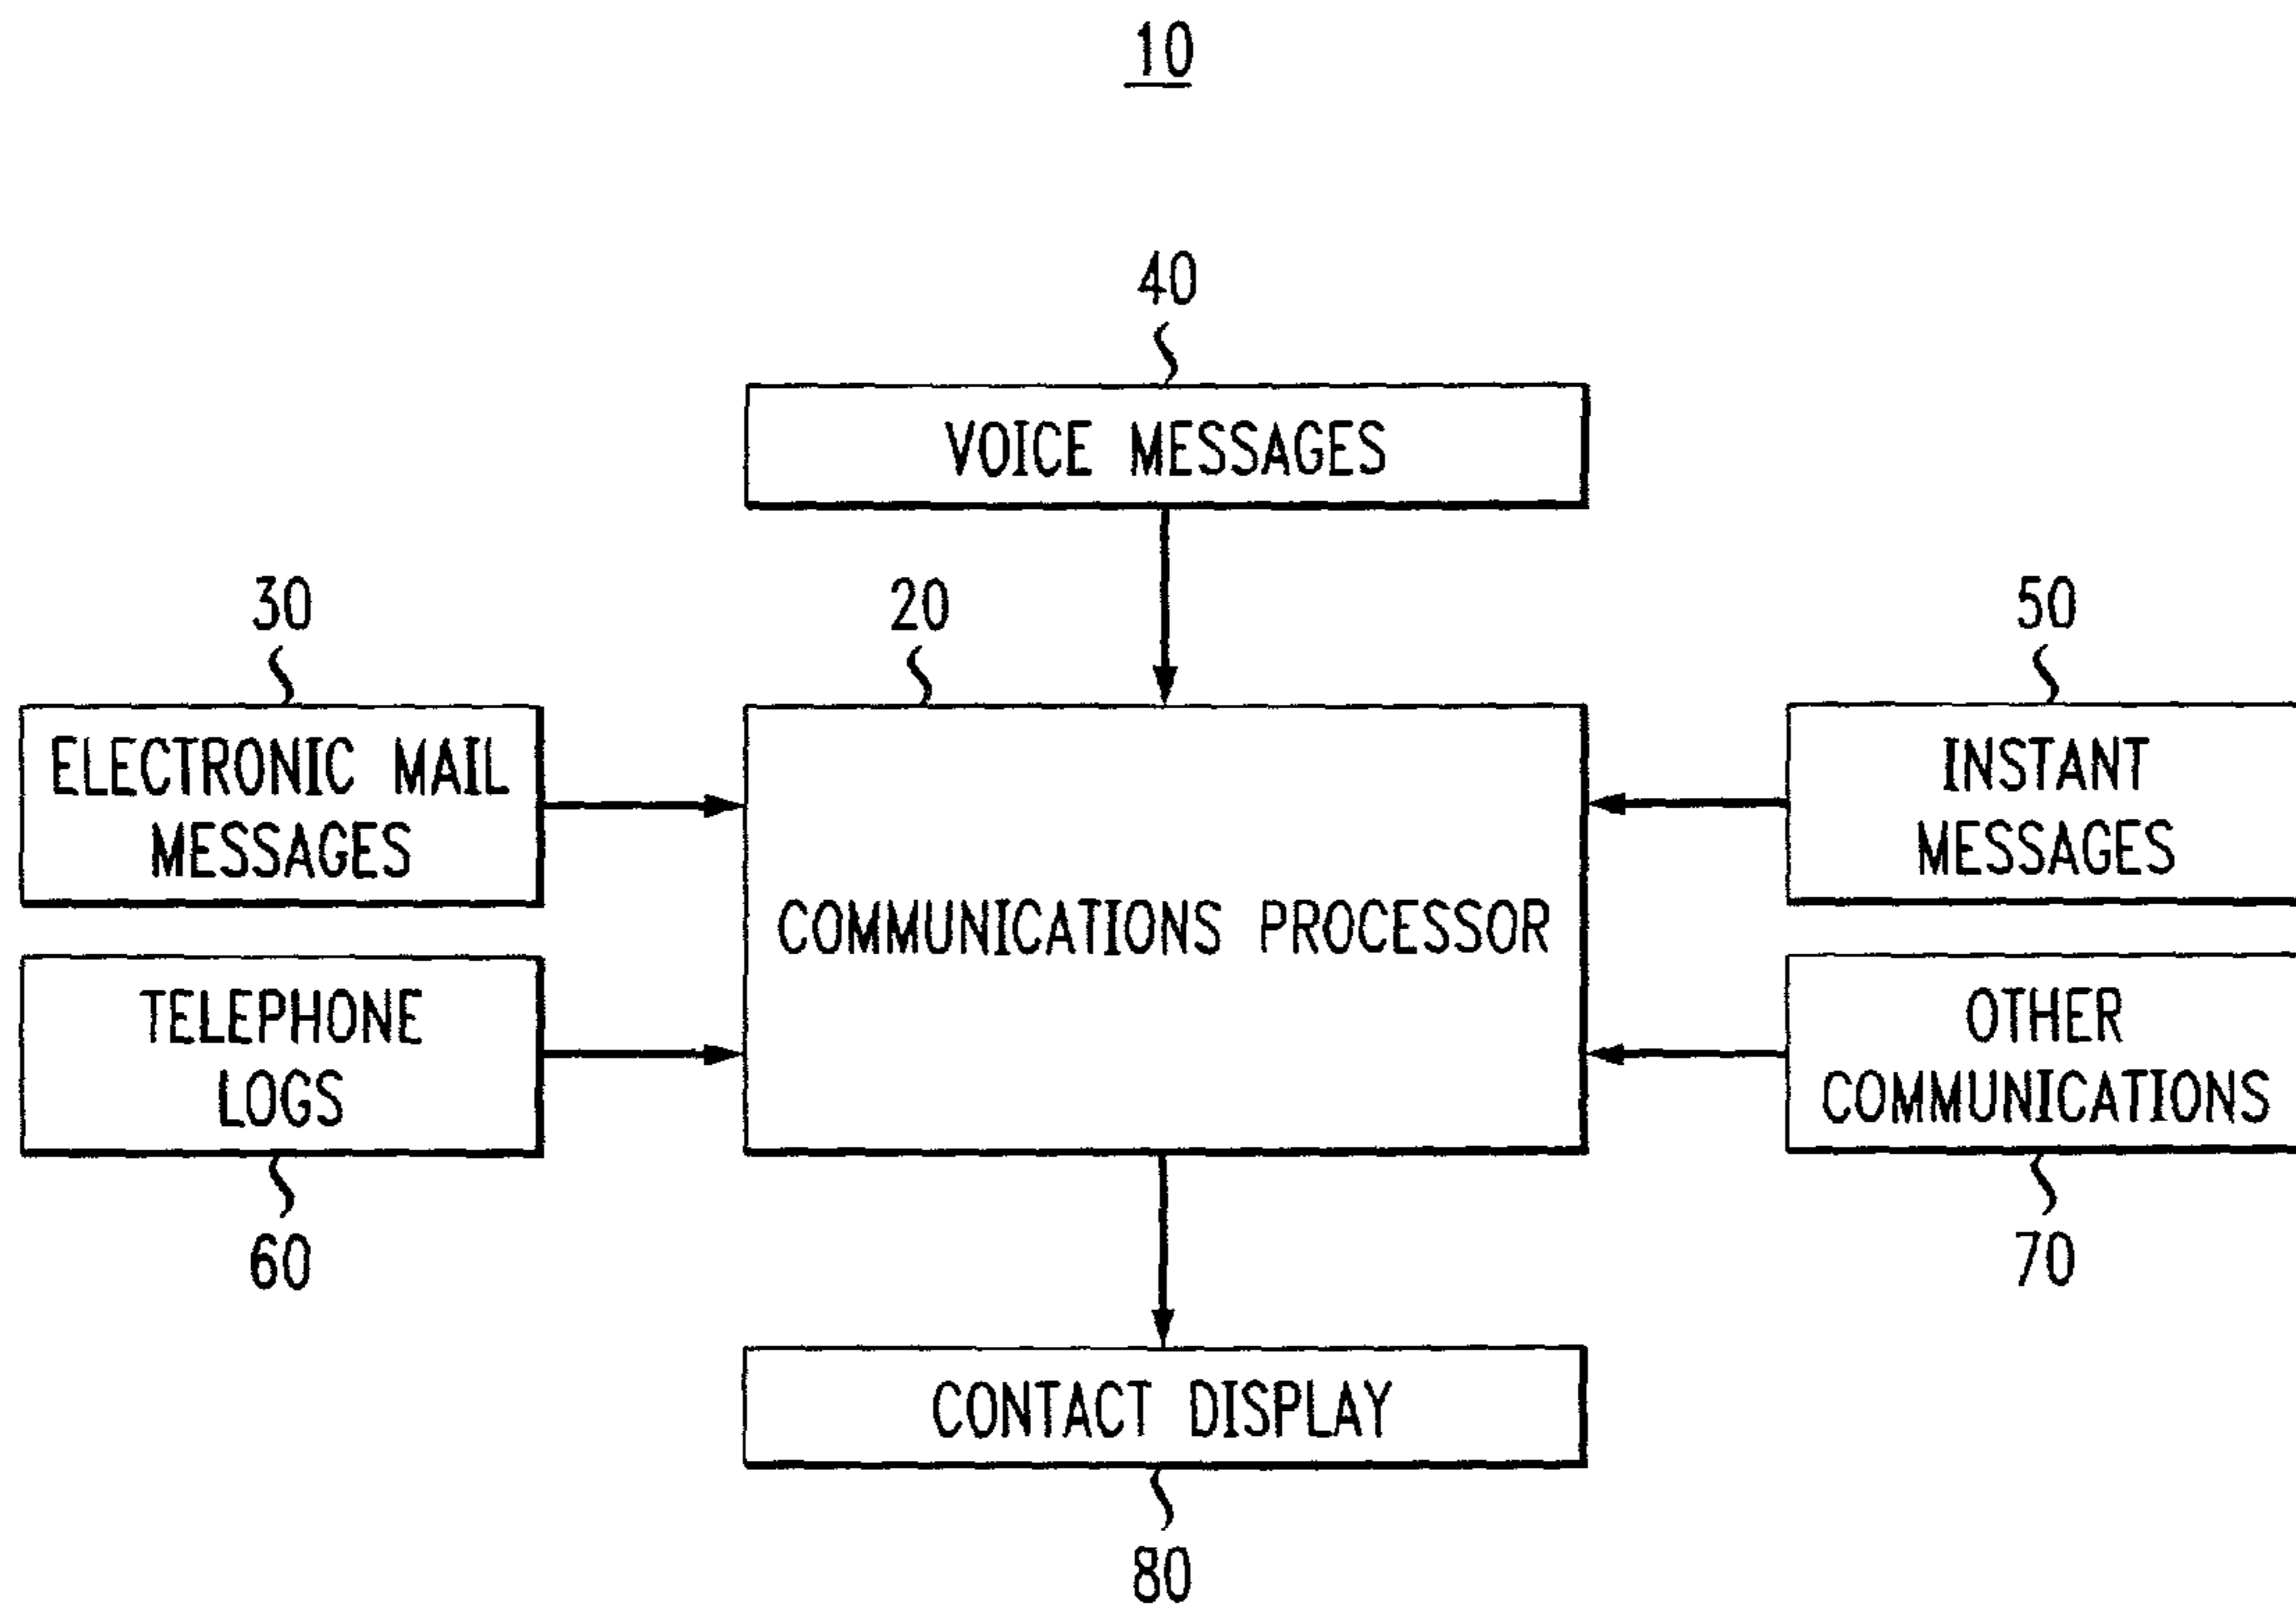 10
40
VOICE MESSAGES
30
20
50
ELECTRONIC MAIL
MESSAGES
INSTANT
MESSAGES
COMMUNICATIONS PROCESSOR
TELEPHONE
LOGS
OTHER
COMMUNICATIONS
60
70
CONTACT DISPLAY
80